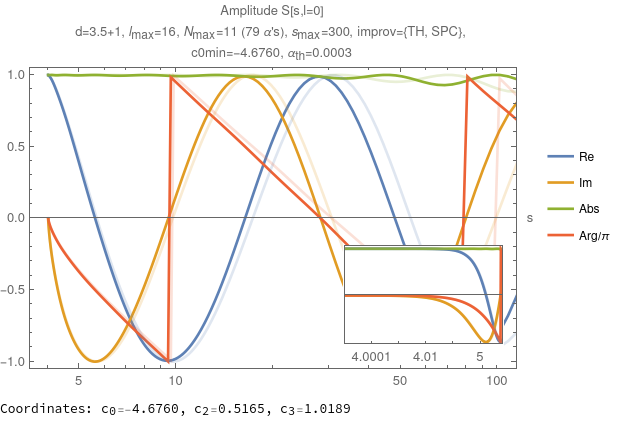 Amplitude S[s,l=0]
d=3.5+1, lmax=16, Nmax=11 (79 α's), smax=300, improv={TH, SPC},
c0min=−4.6760, αth=0.0003
1.0
0.5
0.0
−0.5
−1.0
s
Re
Im
Abs
Arg/π
4.0001 4.01 5
5 10 50 100
Coordinates: c0=−4.6760, c2=0.5165, c3=1.0189